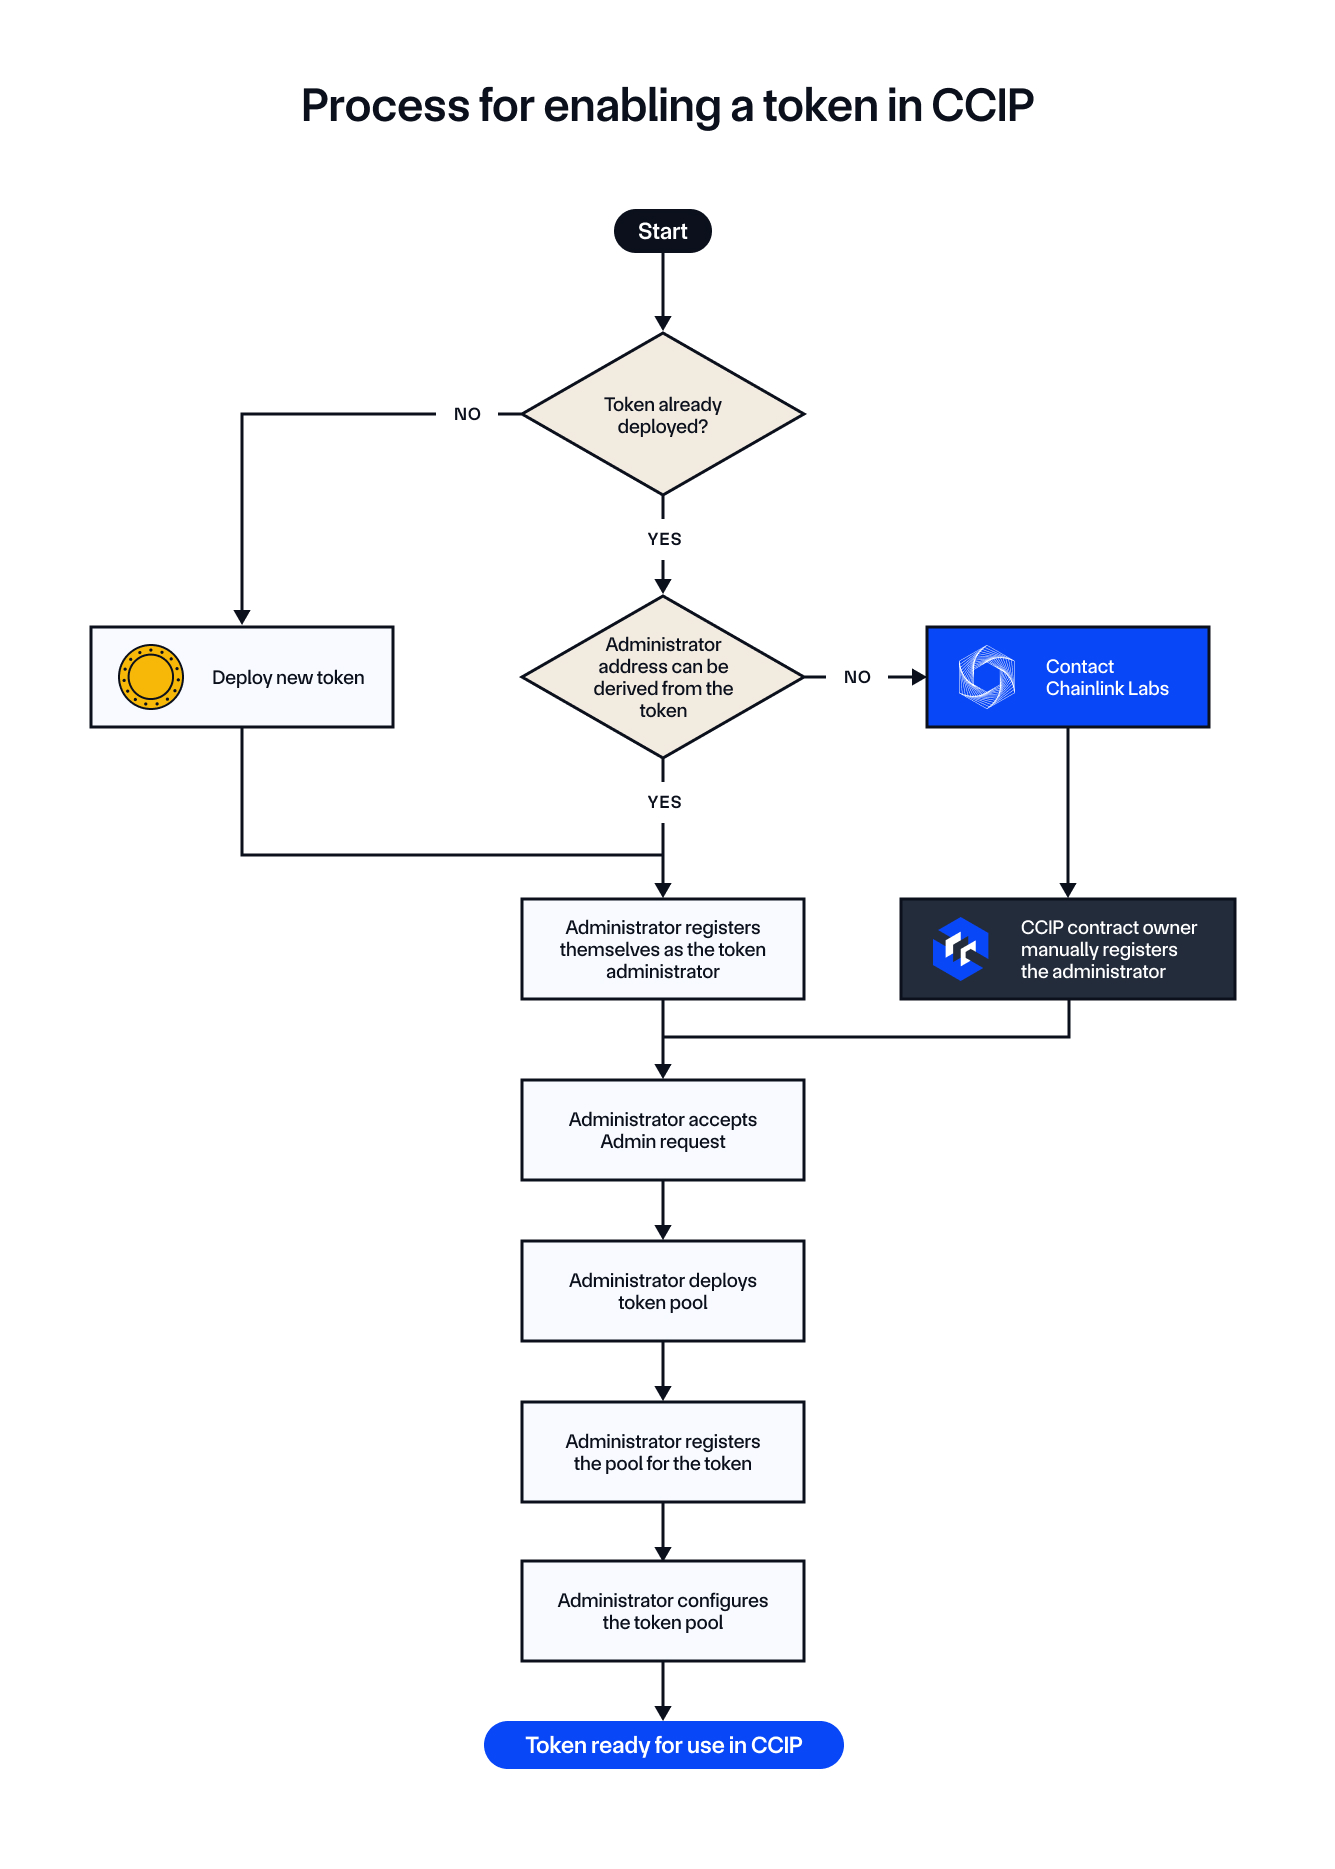 Process for enabling a token in CCIP
Start
Token already
deployed?
NO
YES
Deploy new token
Administrator
address can be
derived from the
token
NO
Contact
Chainlink Labs
YES
Administrator registers
themselves as the token
administrator
CCIP contract owner
manually registers
the administrator
Administrator accepts
Admin request
Administrator deploys
token pool
Administrator registers
the pool for the token
Administrator configures
the token pool
Token ready for use in CCIP